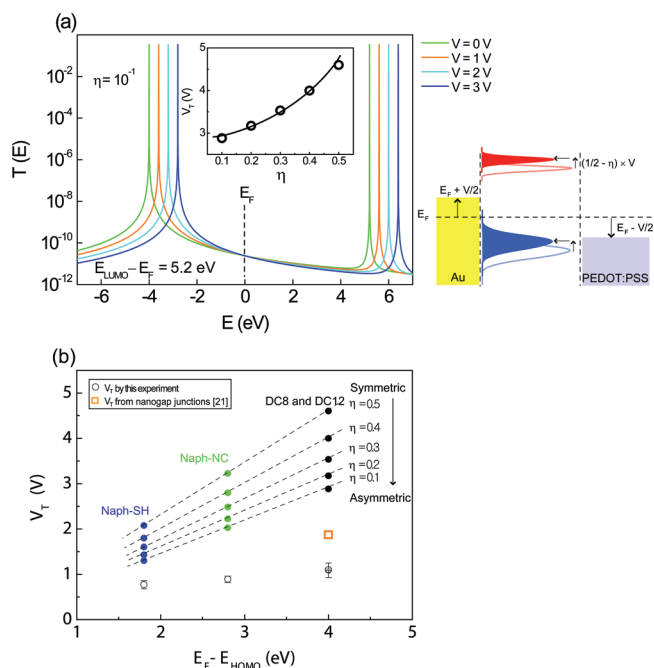 (a)
V = 0 V
V = 1 V
V = 2 V
V = 3 V
η=10⁻¹
T (E)
10⁻²
10⁻⁴
10⁻⁶
10⁻⁸
10⁻¹⁰
10⁻¹²
V_T (V)
5
4
3
0.1 0.2 0.3 0.4 0.5
η
E_F
E_LUMO– E_F = 5.2 eV
-6 -4 -2 0 2 4 6
E (eV)
(1/2 - η) × V
E_F + V/2
E_F
E_F – V/2
Au
PEDOT:PSS
(b)
V_T by this experiment
V_T from nanogap junctions [21]
DC8 and DC12
Symmetric
η=0.5
η=0.4
η=0.3
η=0.2
η=0.1
Asymmetric
Naph-NC
Naph-SH
V_T (V)
5
4
3
2
1
0
1 2 3 4 5
E_F - E_HOMO (eV)